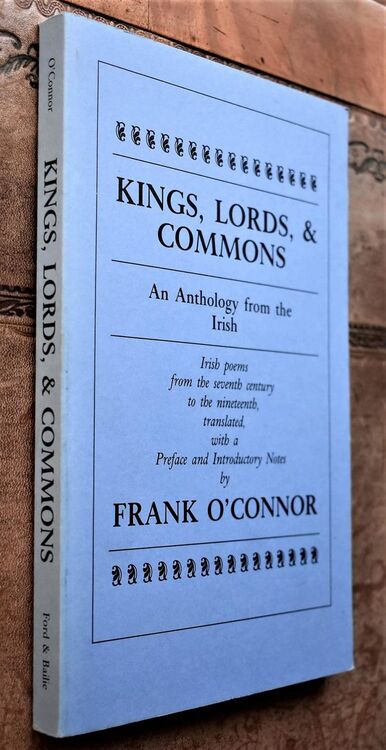 O'Connor
KINGS, LORDS, & COMMONS
Ford & Bailie
KINGS, LORDS, &
COMMONS
An Anthology from the
Irish
Irish poems
from the seventh century
to the nineteenth,
translated,
with a
Preface and Introductory Notes
by
FRANK O'CONNOR